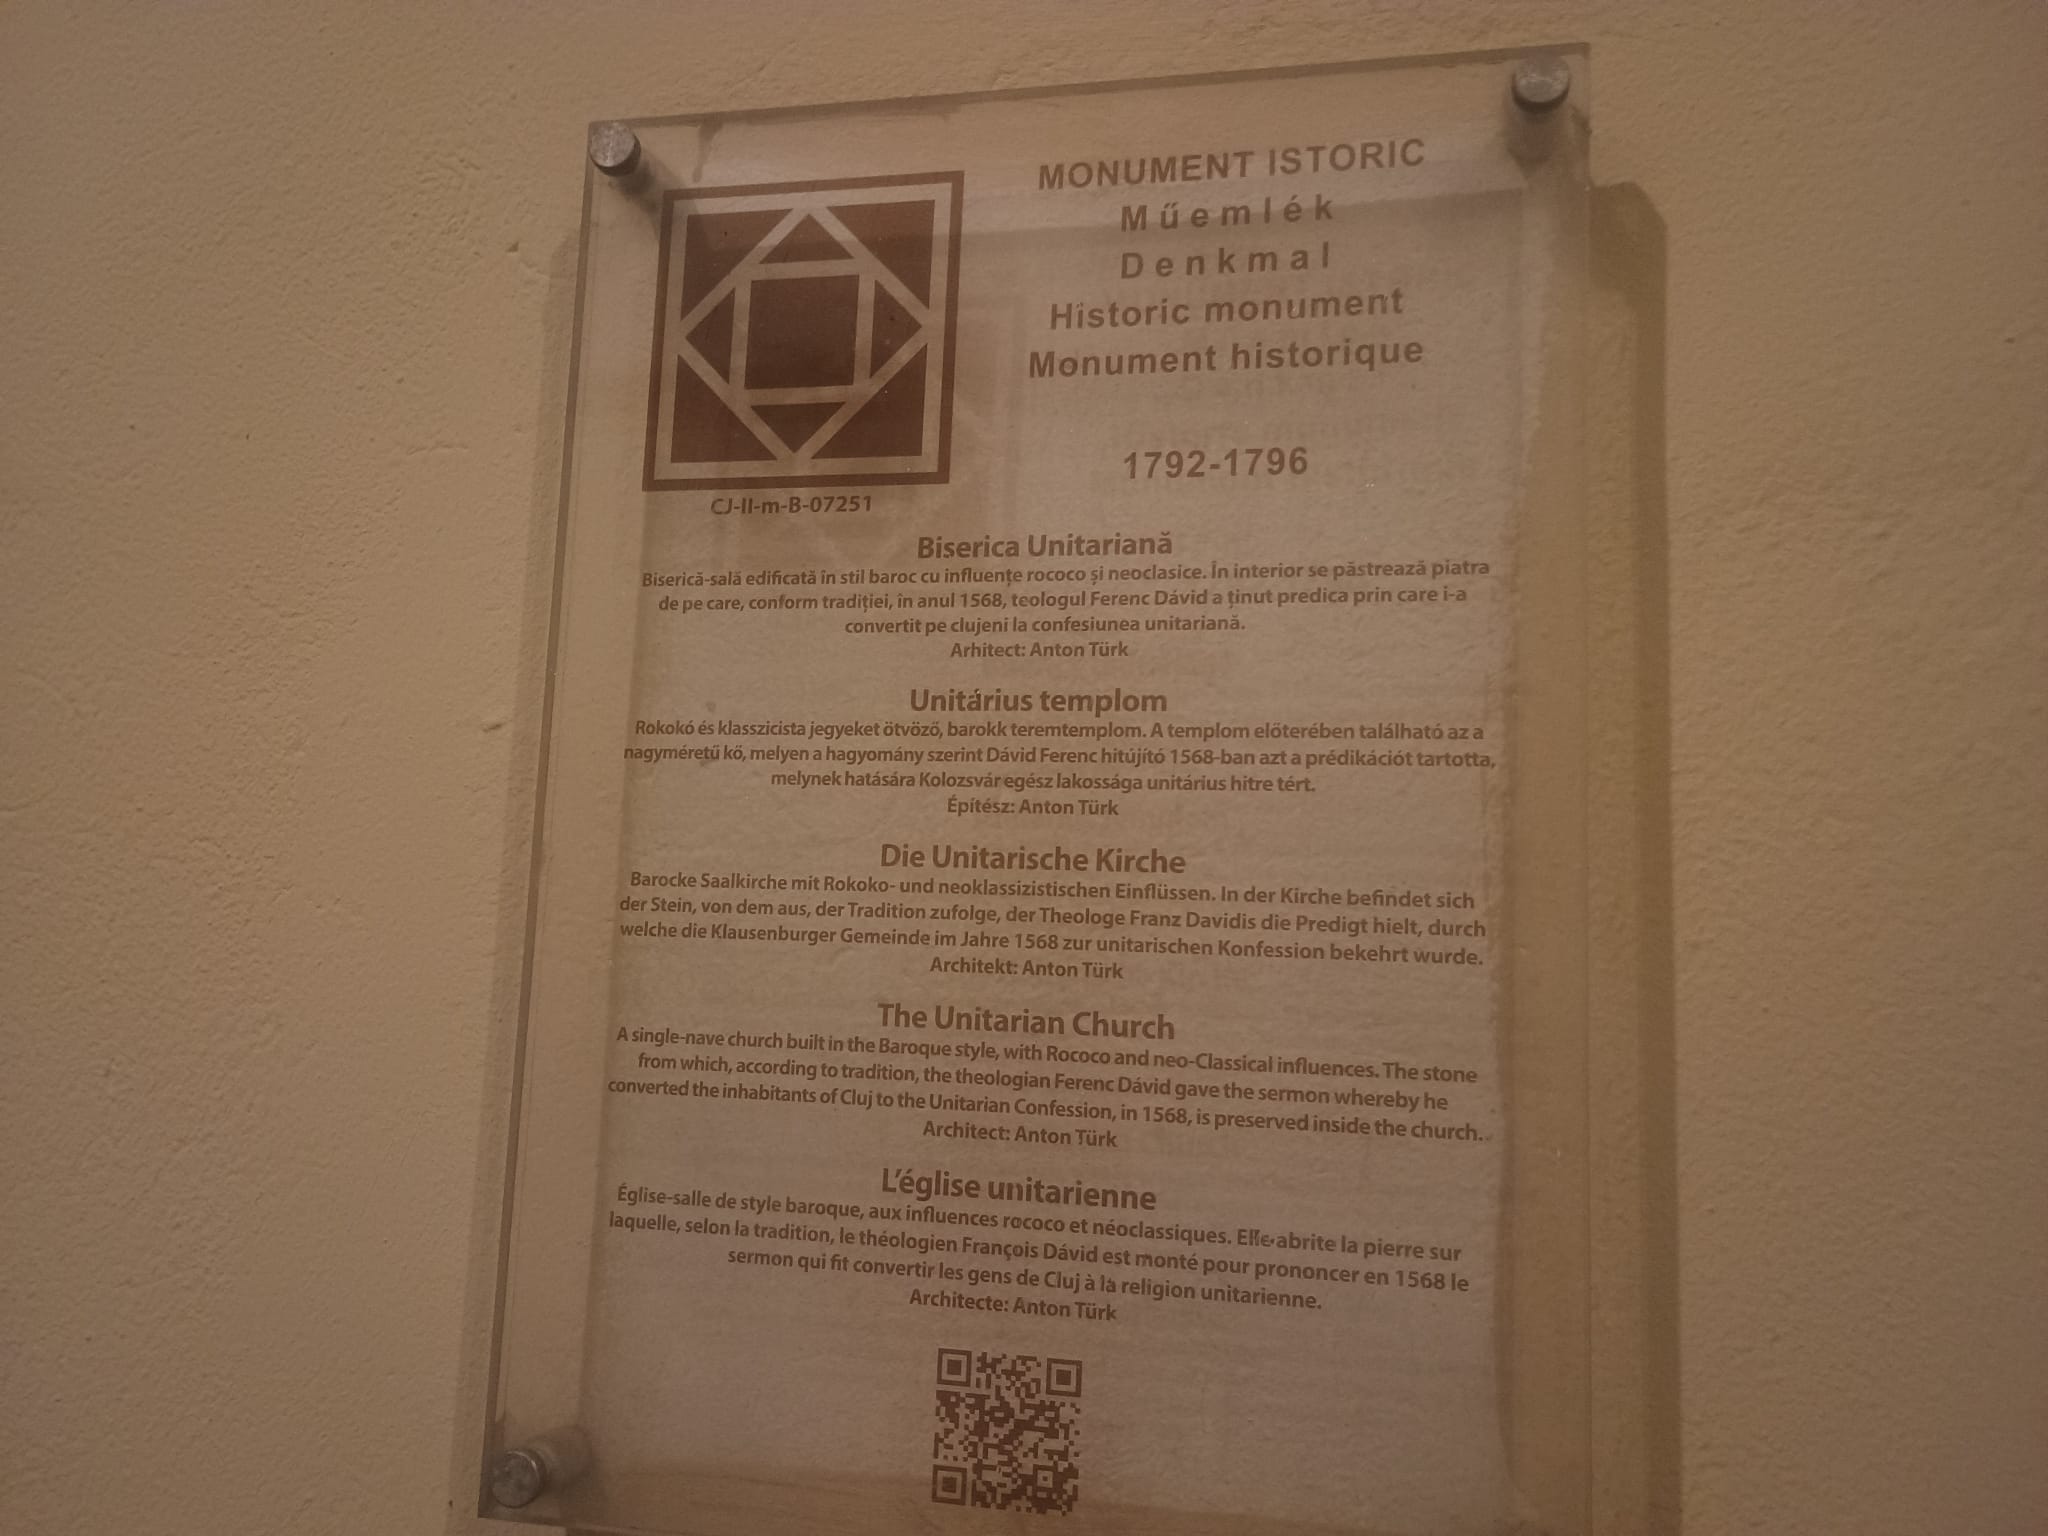 MONUMENT ISTORIC
Műemlék
Denkmal
Historic monument
Monument historique
1792-1796
CJ-II-m-B-07251
Biserica Unitariană
Biserică-sală edificată în stil baroc cu influențe rococo și neoclasice. În interior se păstrează piatra
de pe care, conform tradiției, în anul 1568, teologul Ferenc Dávid a ținut predica prin care i-a
convertit pe clujeni la confesiunea unitariană.
Arhitect: Anton Türk
Unitárius templom
Rokokó és klasszicista jegyeket ötvöző, barokk teremtemplom. A templom előterében található az a
nagyméretű kő, melyen a hagyomány szerint Dávid Ferenc hitújító 1568-ban azt a prédikációt tartotta,
melynek hatására Kolozsvár egész lakossága unitárius hitre tért.
Építész: Anton Türk
Die Unitarische Kirche
Barocke Saalkirche mit Rokoko- und neoklassizistischen Einflüssen. In der Kirche befindet sich
der Stein, von dem aus, der Tradition zufolge, der Theologe Franz Davidis die Predigt hielt, durch
welche die Klausenburger Gemeinde im Jahre 1568 zur unitarischen Konfession bekehrt wurde.
Architekt: Anton Türk
The Unitarian Church
A single-nave church built in the Baroque style, with Rococo and neo-Classical influences. The stone
from which, according to tradition, the theologian Ferenc Dávid gave the sermon whereby he
converted the inhabitants of Cluj to the Unitarian Confession, in 1568, is preserved inside the church.
Architect: Anton Türk
L'église unitarienne
Église-salle de style baroque, aux influences rococo et néoclassiques. Elle abrite la pierre sur
laquelle, selon la tradition, le théologien François Dávid est monté pour prononcer en 1568 le
sermon qui fit convertir les gens de Cluj à la religion unitarienne.
Architecte: Anton Türk